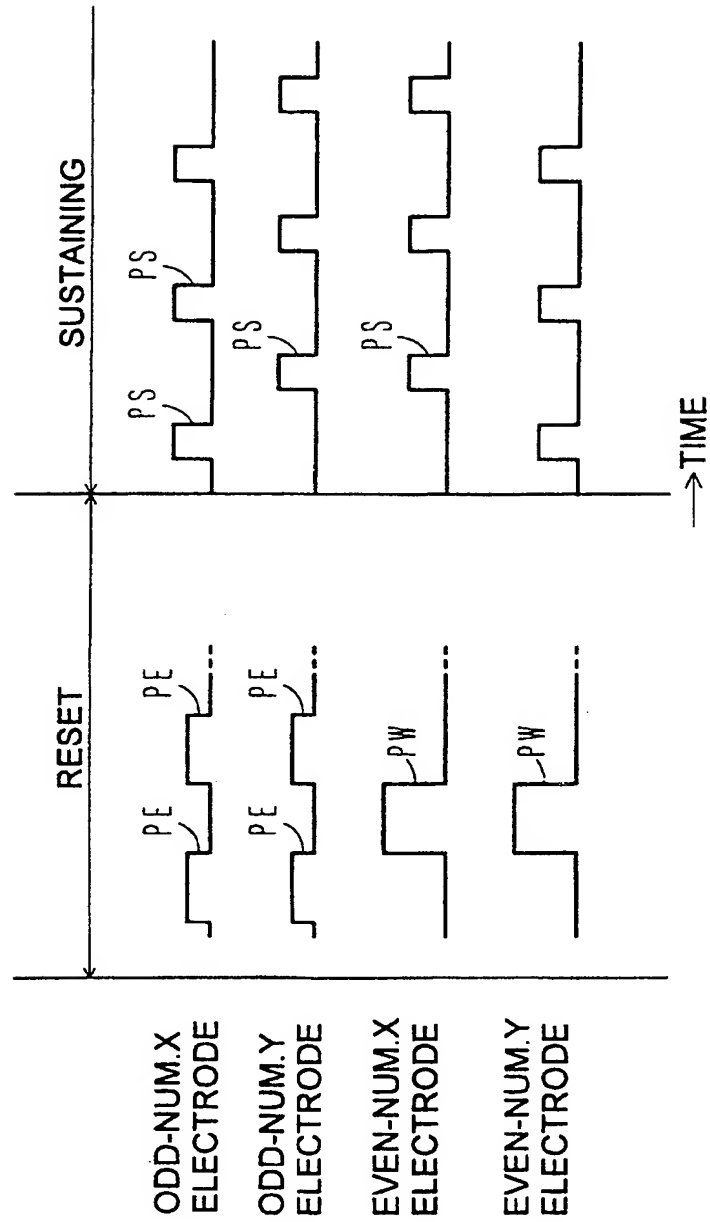 RESET
SUSTAINING
ODD-NUM.X
ELECTRODE
PE
PE
PS
PS
ODD-NUM.Y
ELECTRODE
PE
PE
PS
EVEN-NUM.X
ELECTRODE
PW
PS
EVEN-NUM.Y
ELECTRODE
PW
→TIME